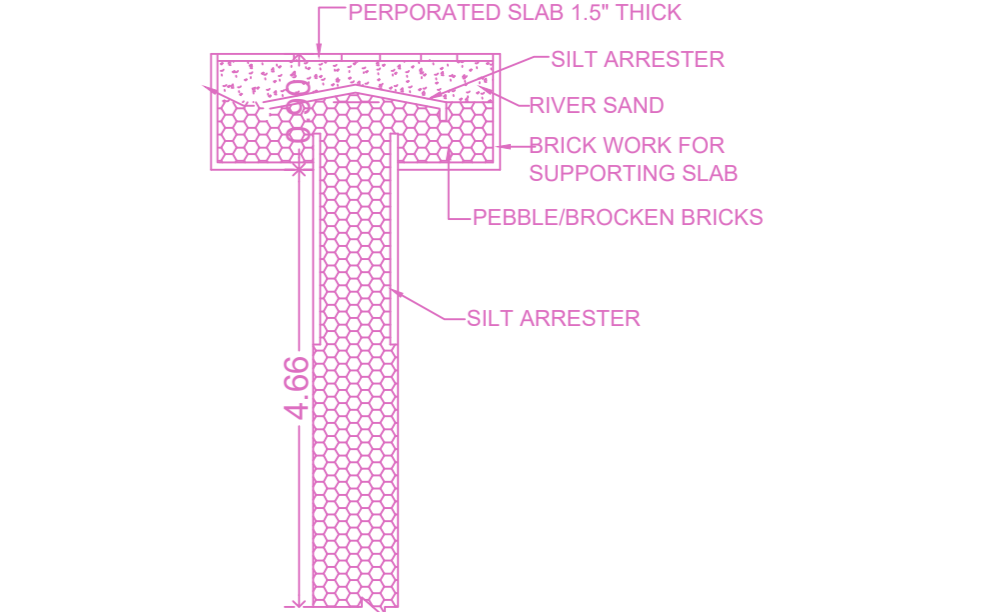 PERPORATED SLAB 1.5" THICK
SILT ARRESTER
0.90
RIVER SAND
BRICK WORK FOR
SUPPORTING SLAB
PEBBLE/BROCKEN BRICKS
SILT ARRESTER
4.66